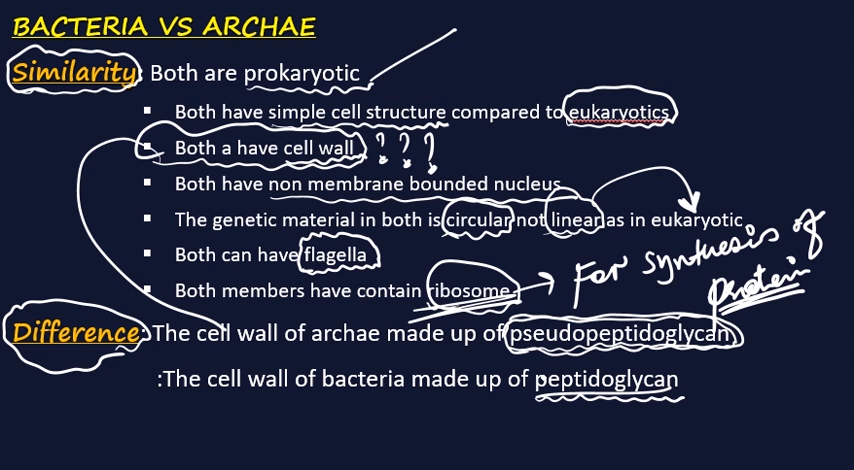 BACTERIA VS ARCHAE
Similarity: Both are prokaryotic
▪ Both have simple cell structure compared to eukaryotics
▪ Both a have cell wall ? ? ?
▪ Both have non membrane bounded nucleus
▪ The genetic material in both is circular not linear as in eukaryotic
▪ Both can have flagella
▪ Both members have contain ribosome
For synthesis of
protein
Difference: The cell wall of archae made up of pseudopeptidoglycan
:The cell wall of bacteria made up of peptidoglycan